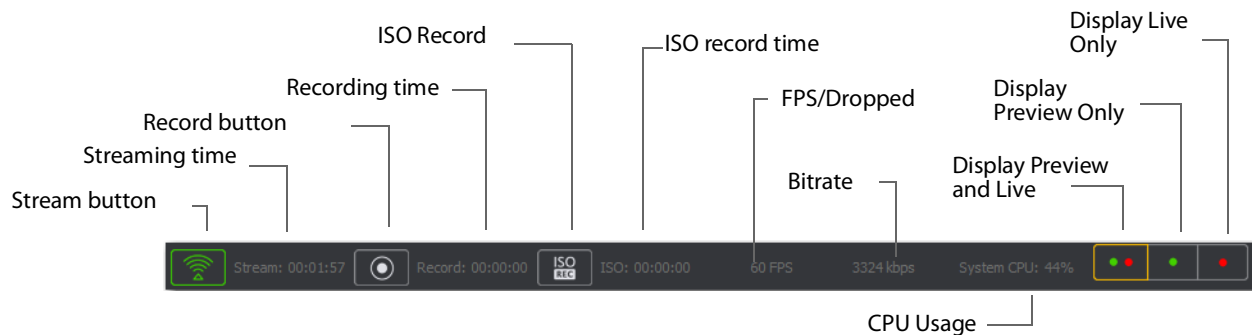 Display Live
Only
ISO Record
ISO record time
Recording time
FPS/Dropped
Display
Preview Only
Record button
Streaming time
Display Preview
and Live
Bitrate
Stream button
Stream: 00:01:57
Record: 00:00:00
ISO
REC
ISO: 00:00:00
60 FPS
3324 kbps
System CPU: 44%
CPU Usage